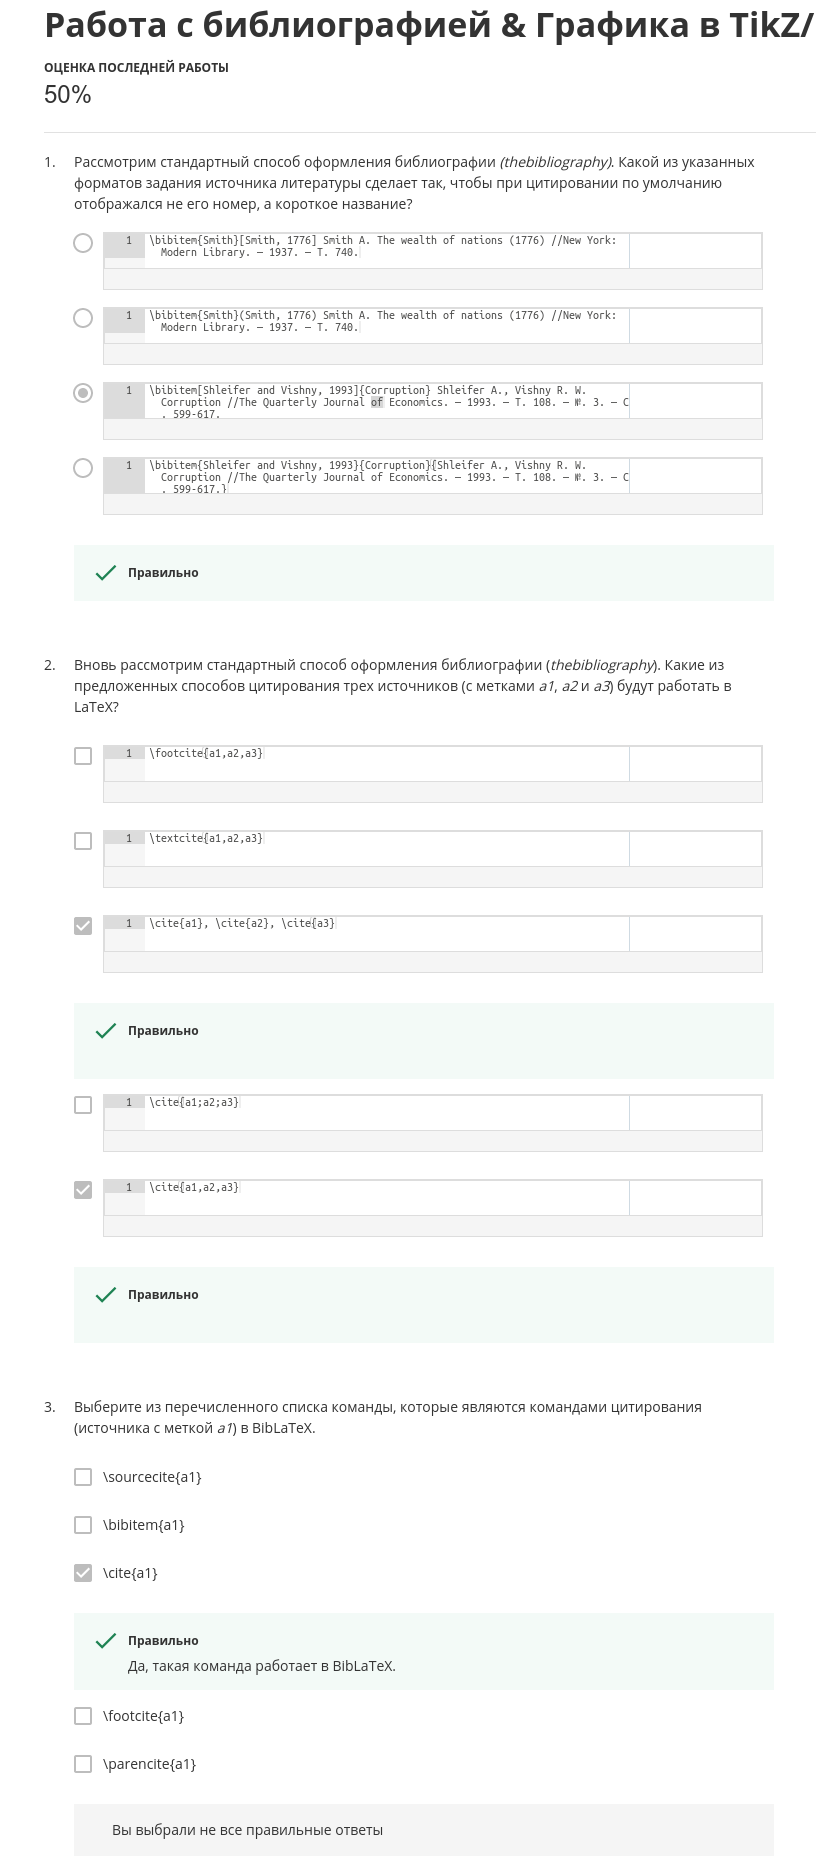 Работа с библиографией & Графика в TikZ/
ОЦЕНКА ПОСЛЕДНЕЙ РАБОТЫ
50%
1. Рассмотрим стандартный способ оформления библиографии (thebibliography). Какой из указанных
форматов задания источника литературы сделает так, чтобы при цитировании по умолчанию
отображался не его номер, а короткое название?
1 \bibitem{Smith}[Smith, 1776] Smith A. The wealth of nations (1776) //New York:
Modern Library. – 1937. – Т. 740.
1 \bibitem{Smith}(Smith, 1776) Smith A. The wealth of nations (1776) //New York:
Modern Library. – 1937. – Т. 740.
1 \bibitem[Shleifer and Vishny, 1993]{Corruption} Shleifer A., Vishny R. W.
Corruption //The Quarterly Journal of Economics. – 1993. – Т. 108. – №. 3. – С
. 599-617.
1 \bibitem{Shleifer and Vishny, 1993}{Corruption}{Shleifer A., Vishny R. W.
Corruption //The Quarterly Journal of Economics. – 1993. – Т. 108. – №. 3. – С
. 599-617.}
Правильно
2. Вновь рассмотрим стандартный способ оформления библиографии (thebibliography). Какие из
предложенных способов цитирования трех источников (с метками a1, a2 и a3) будут работать в
LaTeX?
1 \footcite{a1,a2,a3}
1 \textcite{a1,a2,a3}
1 \cite{a1}, \cite{a2}, \cite{a3}
Правильно
1 \cite{a1;a2;a3}
1 \cite{a1,a2,a3}
Правильно
3. Выберите из перечисленного списка команды, которые являются командами цитирования
(источника с меткой a1) в BibLaTeX.
\sourcecite{a1}
\bibitem{a1}
\cite{a1}
Правильно
Да, такая команда работает в BibLaTeX.
\footcite{a1}
\parencite{a1}
Вы выбрали не все правильные ответы